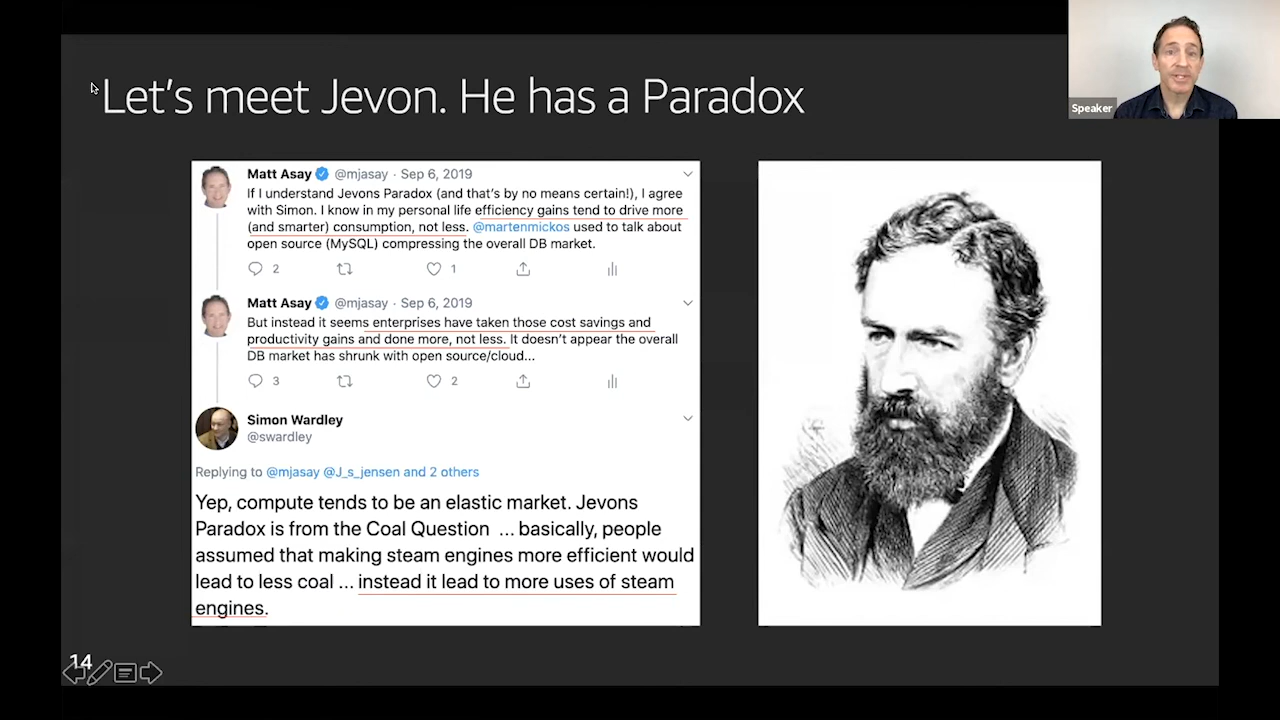 Speaker
Let's meet Jevon. He has a Paradox
Matt Asay @mjasay · Sep 6, 2019
If I understand Jevons Paradox (and that's by no means certain!), I agree
with Simon. I know in my personal life efficiency gains tend to drive more
(and smarter) consumption, not less. @martenmickos used to talk about
open source (MySQL) compressing the overall DB market.
2 1
Matt Asay @mjasay · Sep 6, 2019
But instead it seems enterprises have taken those cost savings and
productivity gains and done more, not less. It doesn't appear the overall
DB market has shrunk with open source/cloud...
3 2
Simon Wardley
@swardley
Replying to @mjasay @J_s_jensen and 2 others
Yep, compute tends to be an elastic market. Jevons
Paradox is from the Coal Question ... basically, people
assumed that making steam engines more efficient would
lead to less coal ... instead it lead to more uses of steam
engines.
14